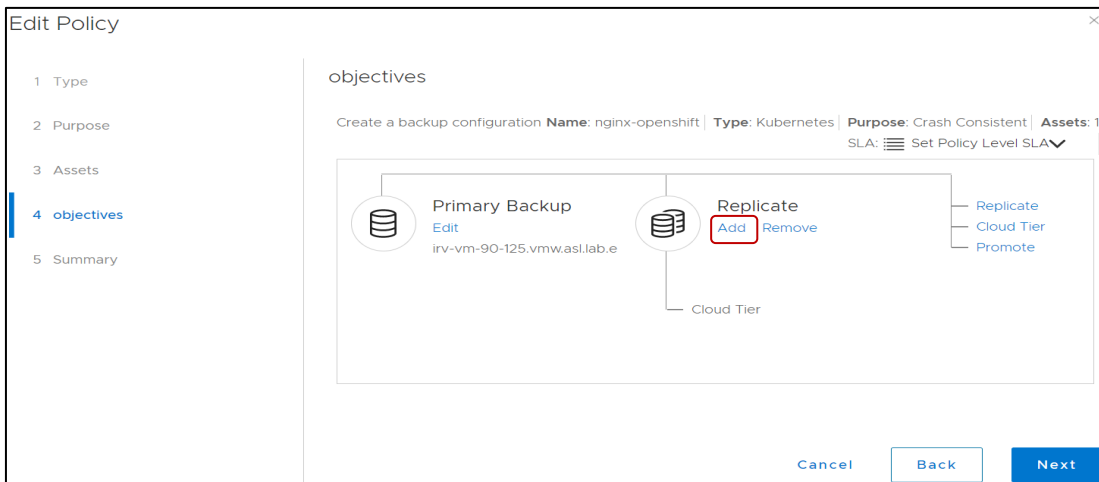 Edit Policy
1 Type
2 Purpose
3 Assets
4 objectives
5 Summary
objectives
Create a backup configuration Name: nginx-openshift Type: Kubernetes Purpose: Crash Consistent Assets: 1
SLA: Set Policy Level SLA
Primary Backup
Edit
irv-vm-90-125.vmw.asl.lab.e
Replicate
Add Remove
Cloud Tier
Replicate
Cloud Tier
Promote
Cancel Back Next